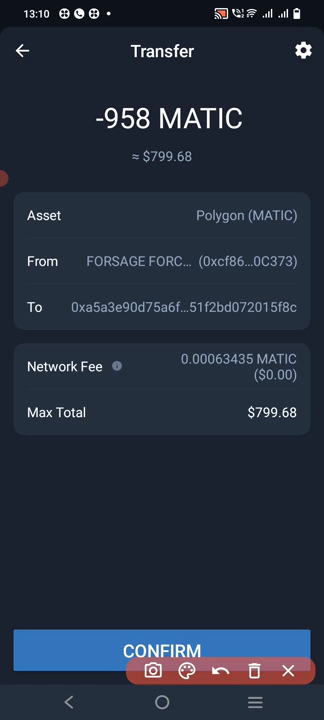 13:10
Transfer
-958 MATIC
≈ $799.68
Asset Polygon (MATIC)
From FORSAGE FORC... (0xcf86...0C373)
To 0xa5a3e90d75a6f...51f2bd072015f8c
Network Fee 0.00063435 MATIC
($0.00)
Max Total $799.68
CONFIRM